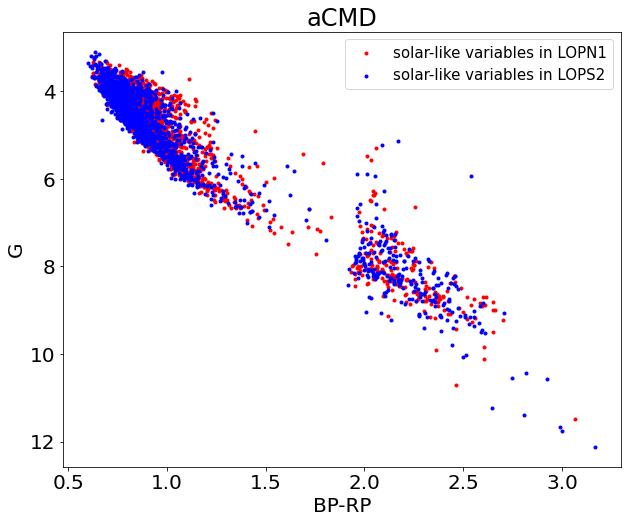 aCMD
solar-like variables in LOPN1
solar-like variables in LOPS2
4
6
8
10
12
G
0.5 1.0 1.5 2.0 2.5 3.0
BP-RP